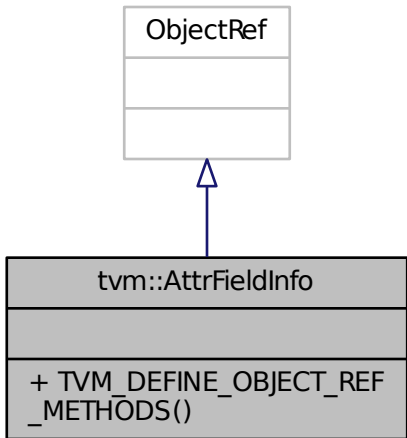 ObjectRef
tvm::AttrFieldInfo
+ TVM_DEFINE_OBJECT_REF
_METHODS()